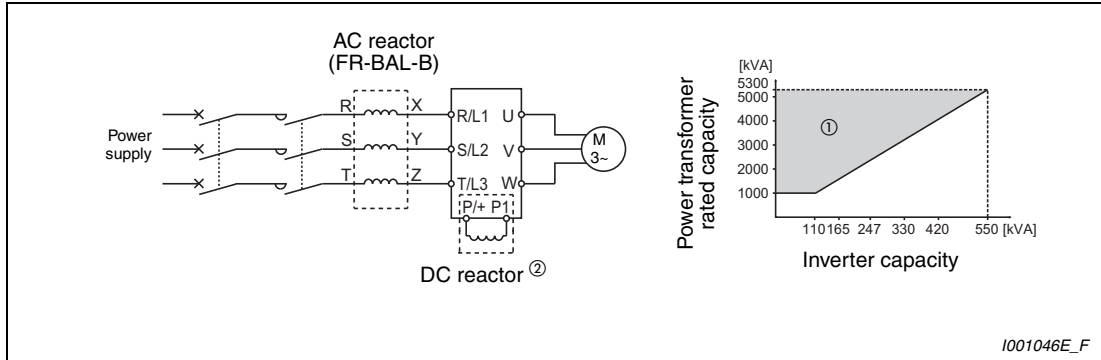 AC reactor
(FR-BAL-B)
R X
R/L1 U
Power
supply
S Y
S/L2 V
M
3~
T Z
T/L3 W
P/+ P1
DC reactor ②
[kVA]
5300
5000
4000
3000
2000
1000
①
Power transformer
rated capacity
110 165 247 330 420 550 [kVA]
Inverter capacity
I001046E_F